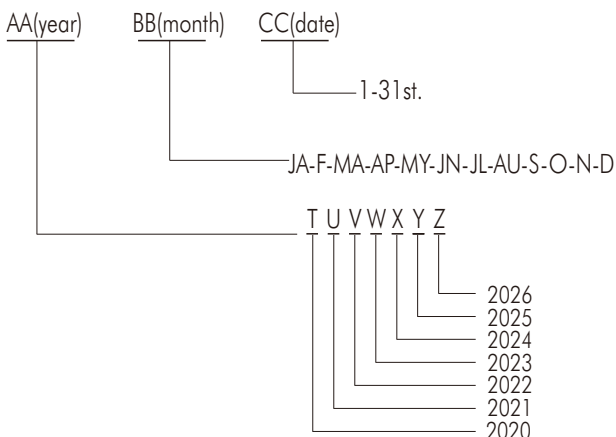 AA(year) BB(month) CC(date)
1-31st.
JA-F-MA-AP-MY-JN-JL-AU-S-O-N-D
T U V W X Y Z
2026
2025
2024
2023
2022
2021
2020